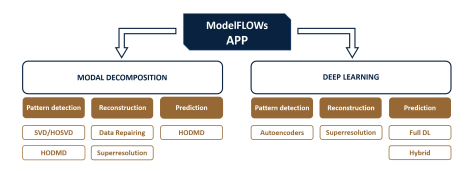 ModelFLOWs
APP
MODAL DECOMPOSITION
Pattern detection
Reconstruction
Prediction
SVD/HOSVD
Data Repairing
HODMD
HODMD
Superresolution
DEEP LEARNING
Pattern detection
Reconstruction
Prediction
Autoencoders
Superresolution
Full DL
Hybrid